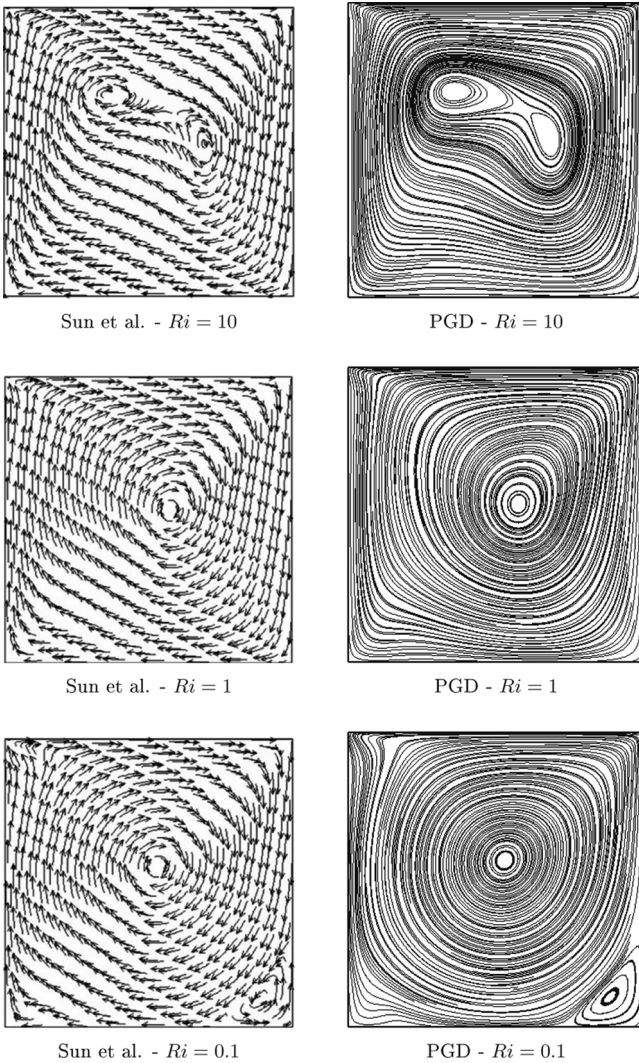 Sun et al. - Ri = 10
PGD - Ri = 10
Sun et al. - Ri = 1
PGD - Ri = 1
Sun et al. - Ri = 0.1
PGD - Ri = 0.1